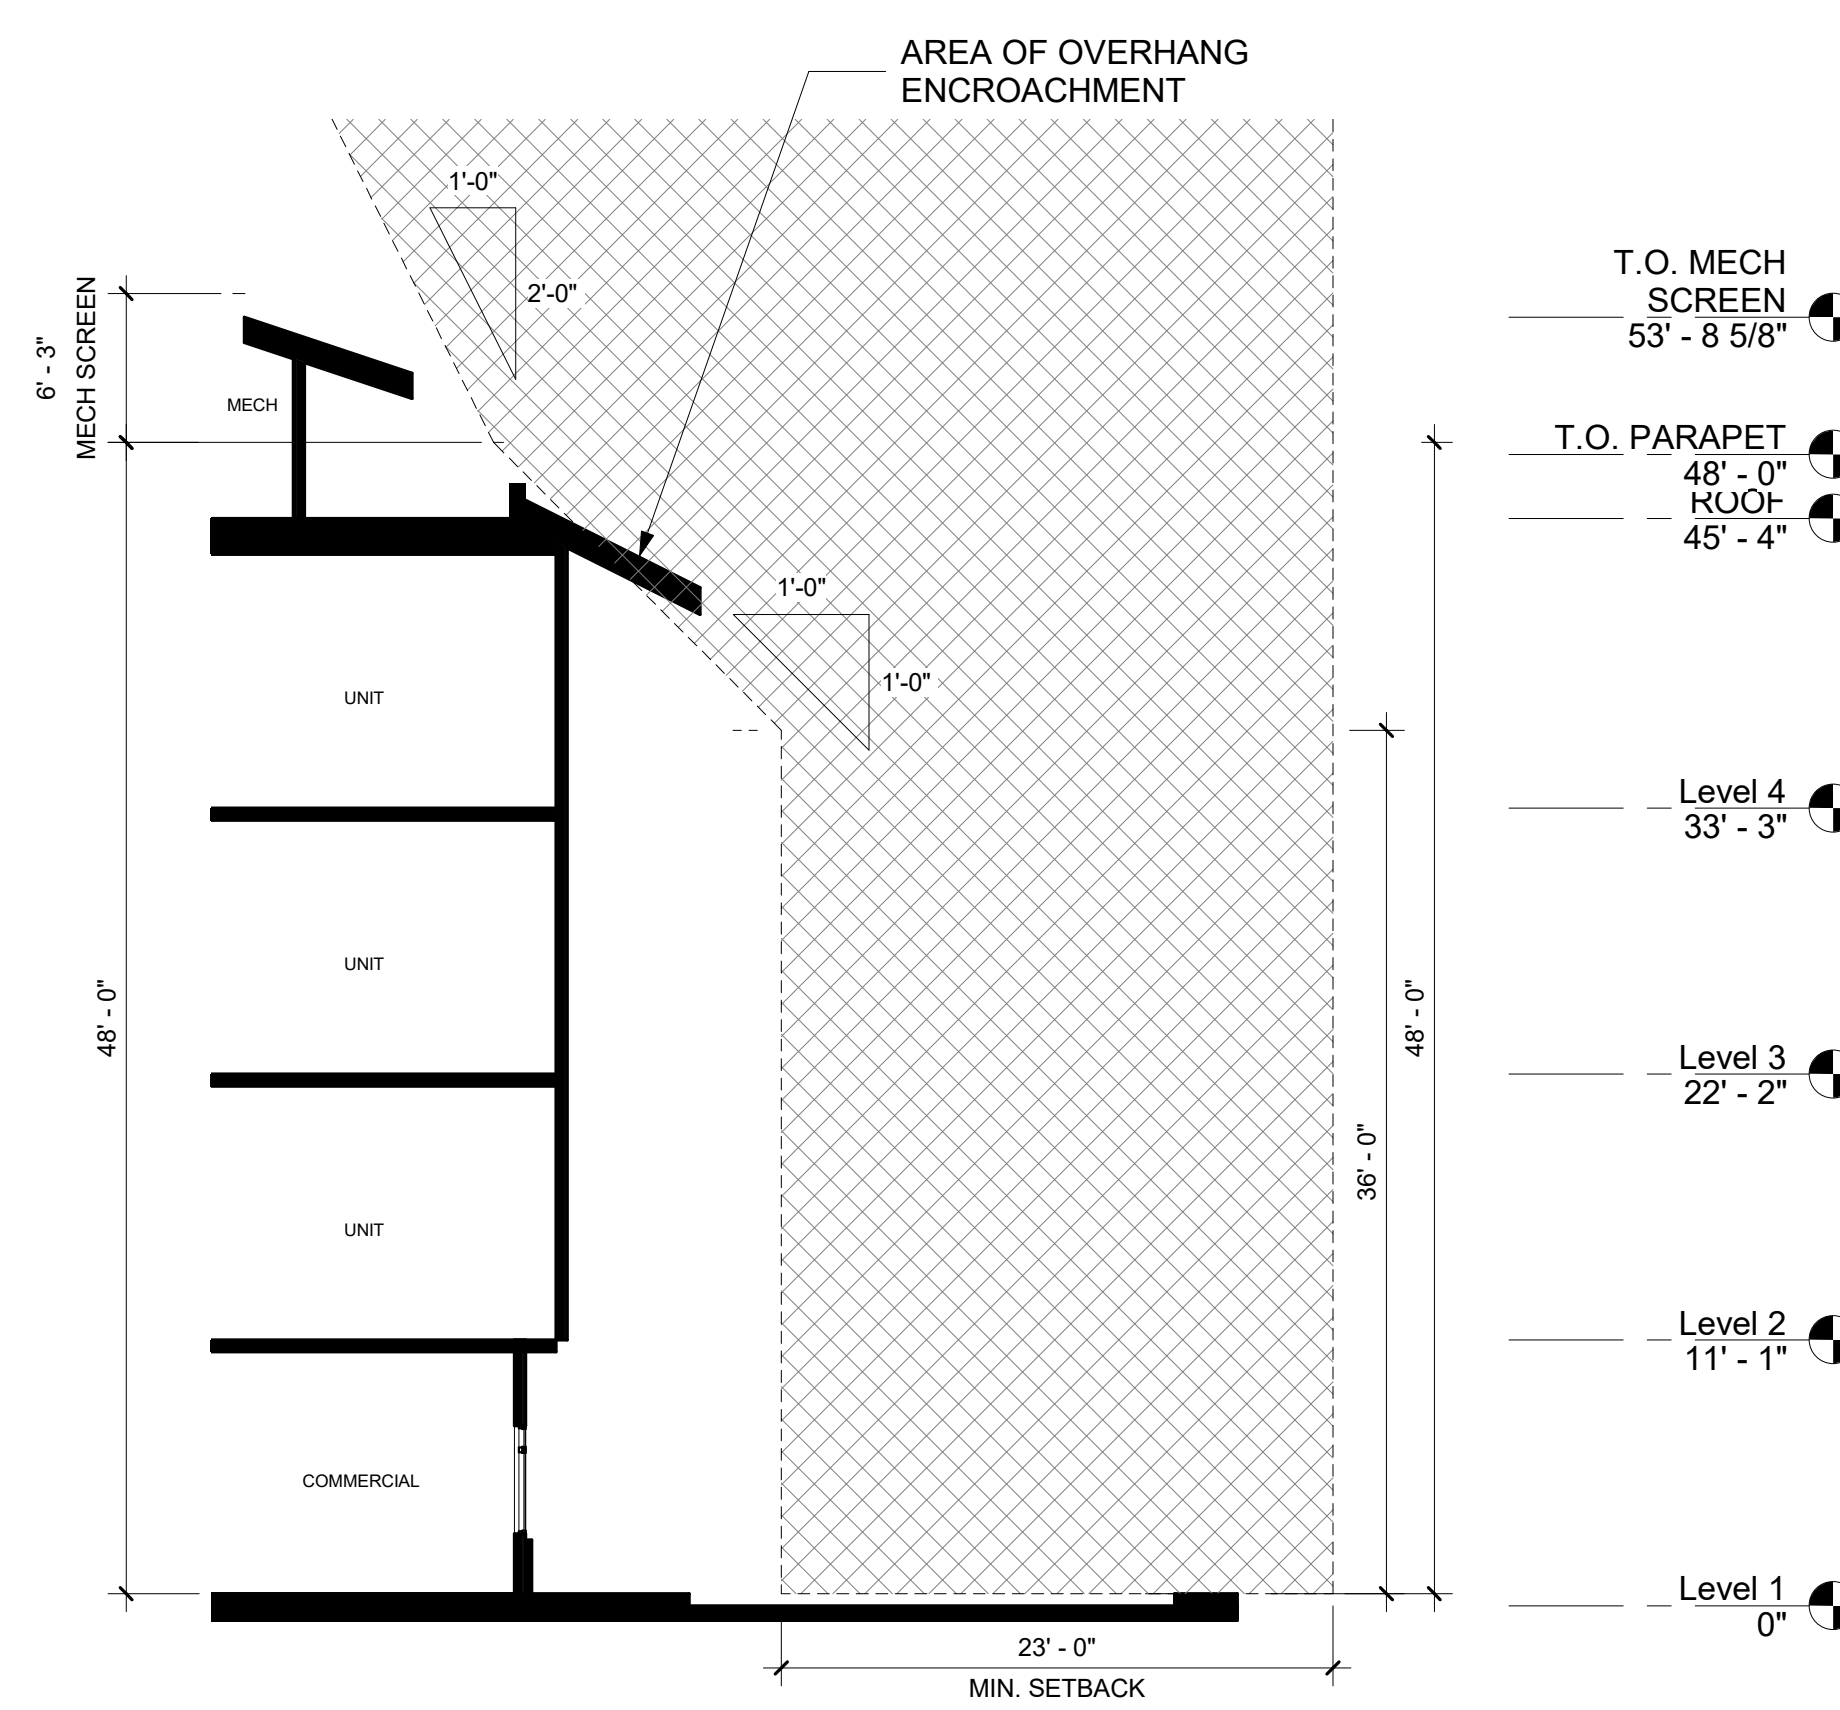 AREA OF OVERHANG
ENCROACHMENT
1'-0"
2'-0"
6' - 3"
MECH SCREEN
MECH
T.O. MECH
SCREEN
53' - 8 5/8"
T.O. PARAPET
48' - 0"
ROOF
45' - 4"
1'-0"
1'-0"
UNIT
Level 4
33' - 3"
UNIT
48' - 0"
48' - 0"
Level 3
22' - 2"
36' - 0"
UNIT
Level 2
11' - 1"
COMMERCIAL
Level 1
0"
23' - 0"
MIN. SETBACK